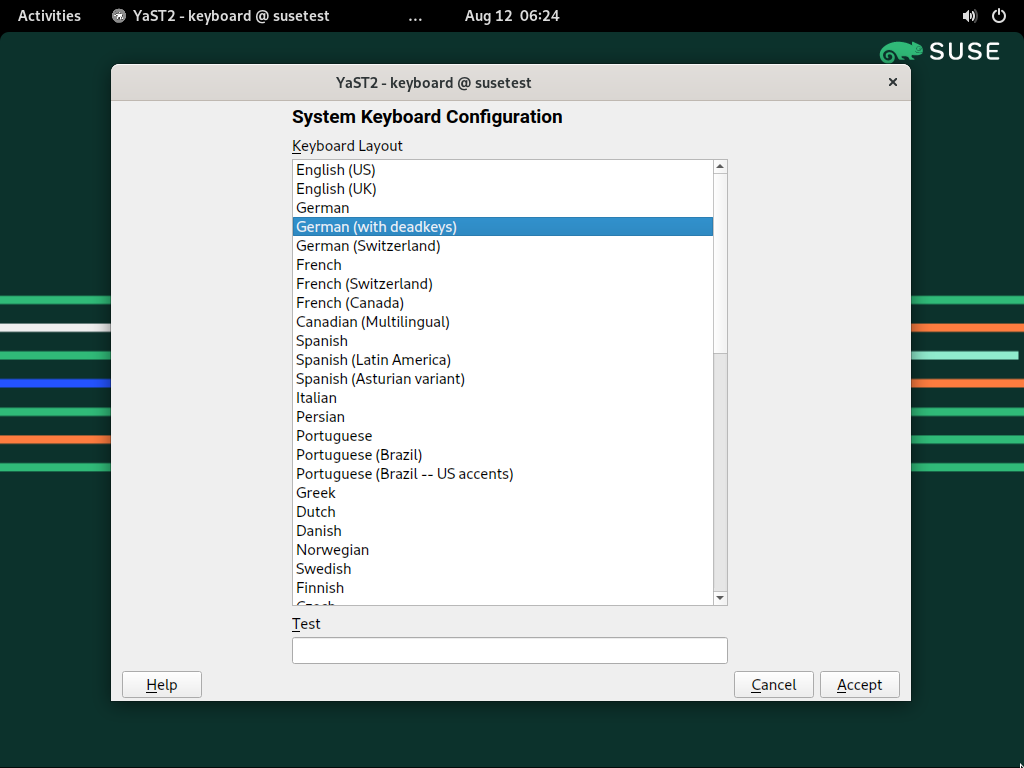 Activities YaST2 - keyboard @ susetest ... Aug 12 06:24
SUSE
YaST2 - keyboard @ susetest
System Keyboard Configuration
Keyboard Layout
English (US)
English (UK)
German
German (with deadkeys)
German (Switzerland)
French
French (Switzerland)
French (Canada)
Canadian (Multilingual)
Spanish
Spanish (Latin America)
Spanish (Asturian variant)
Italian
Persian
Portuguese
Portuguese (Brazil)
Portuguese (Brazil -- US accents)
Greek
Dutch
Danish
Norwegian
Swedish
Finnish
Czech
Test
Help Cancel Accept